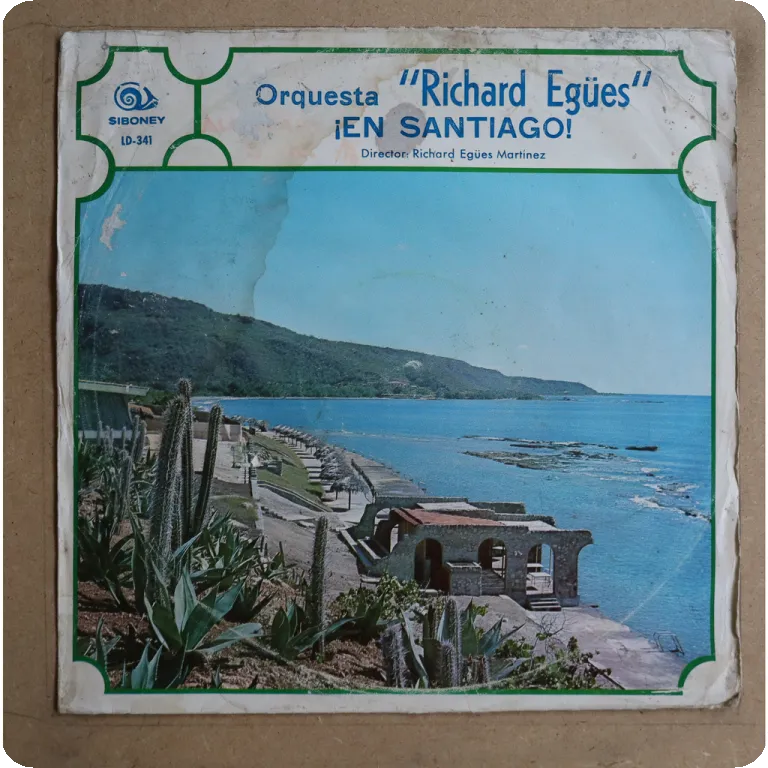 SIBONEY
LD-341
Orquesta "Richard Egües"
¡EN SANTIAGO!
Director: Richard Egües Martinez